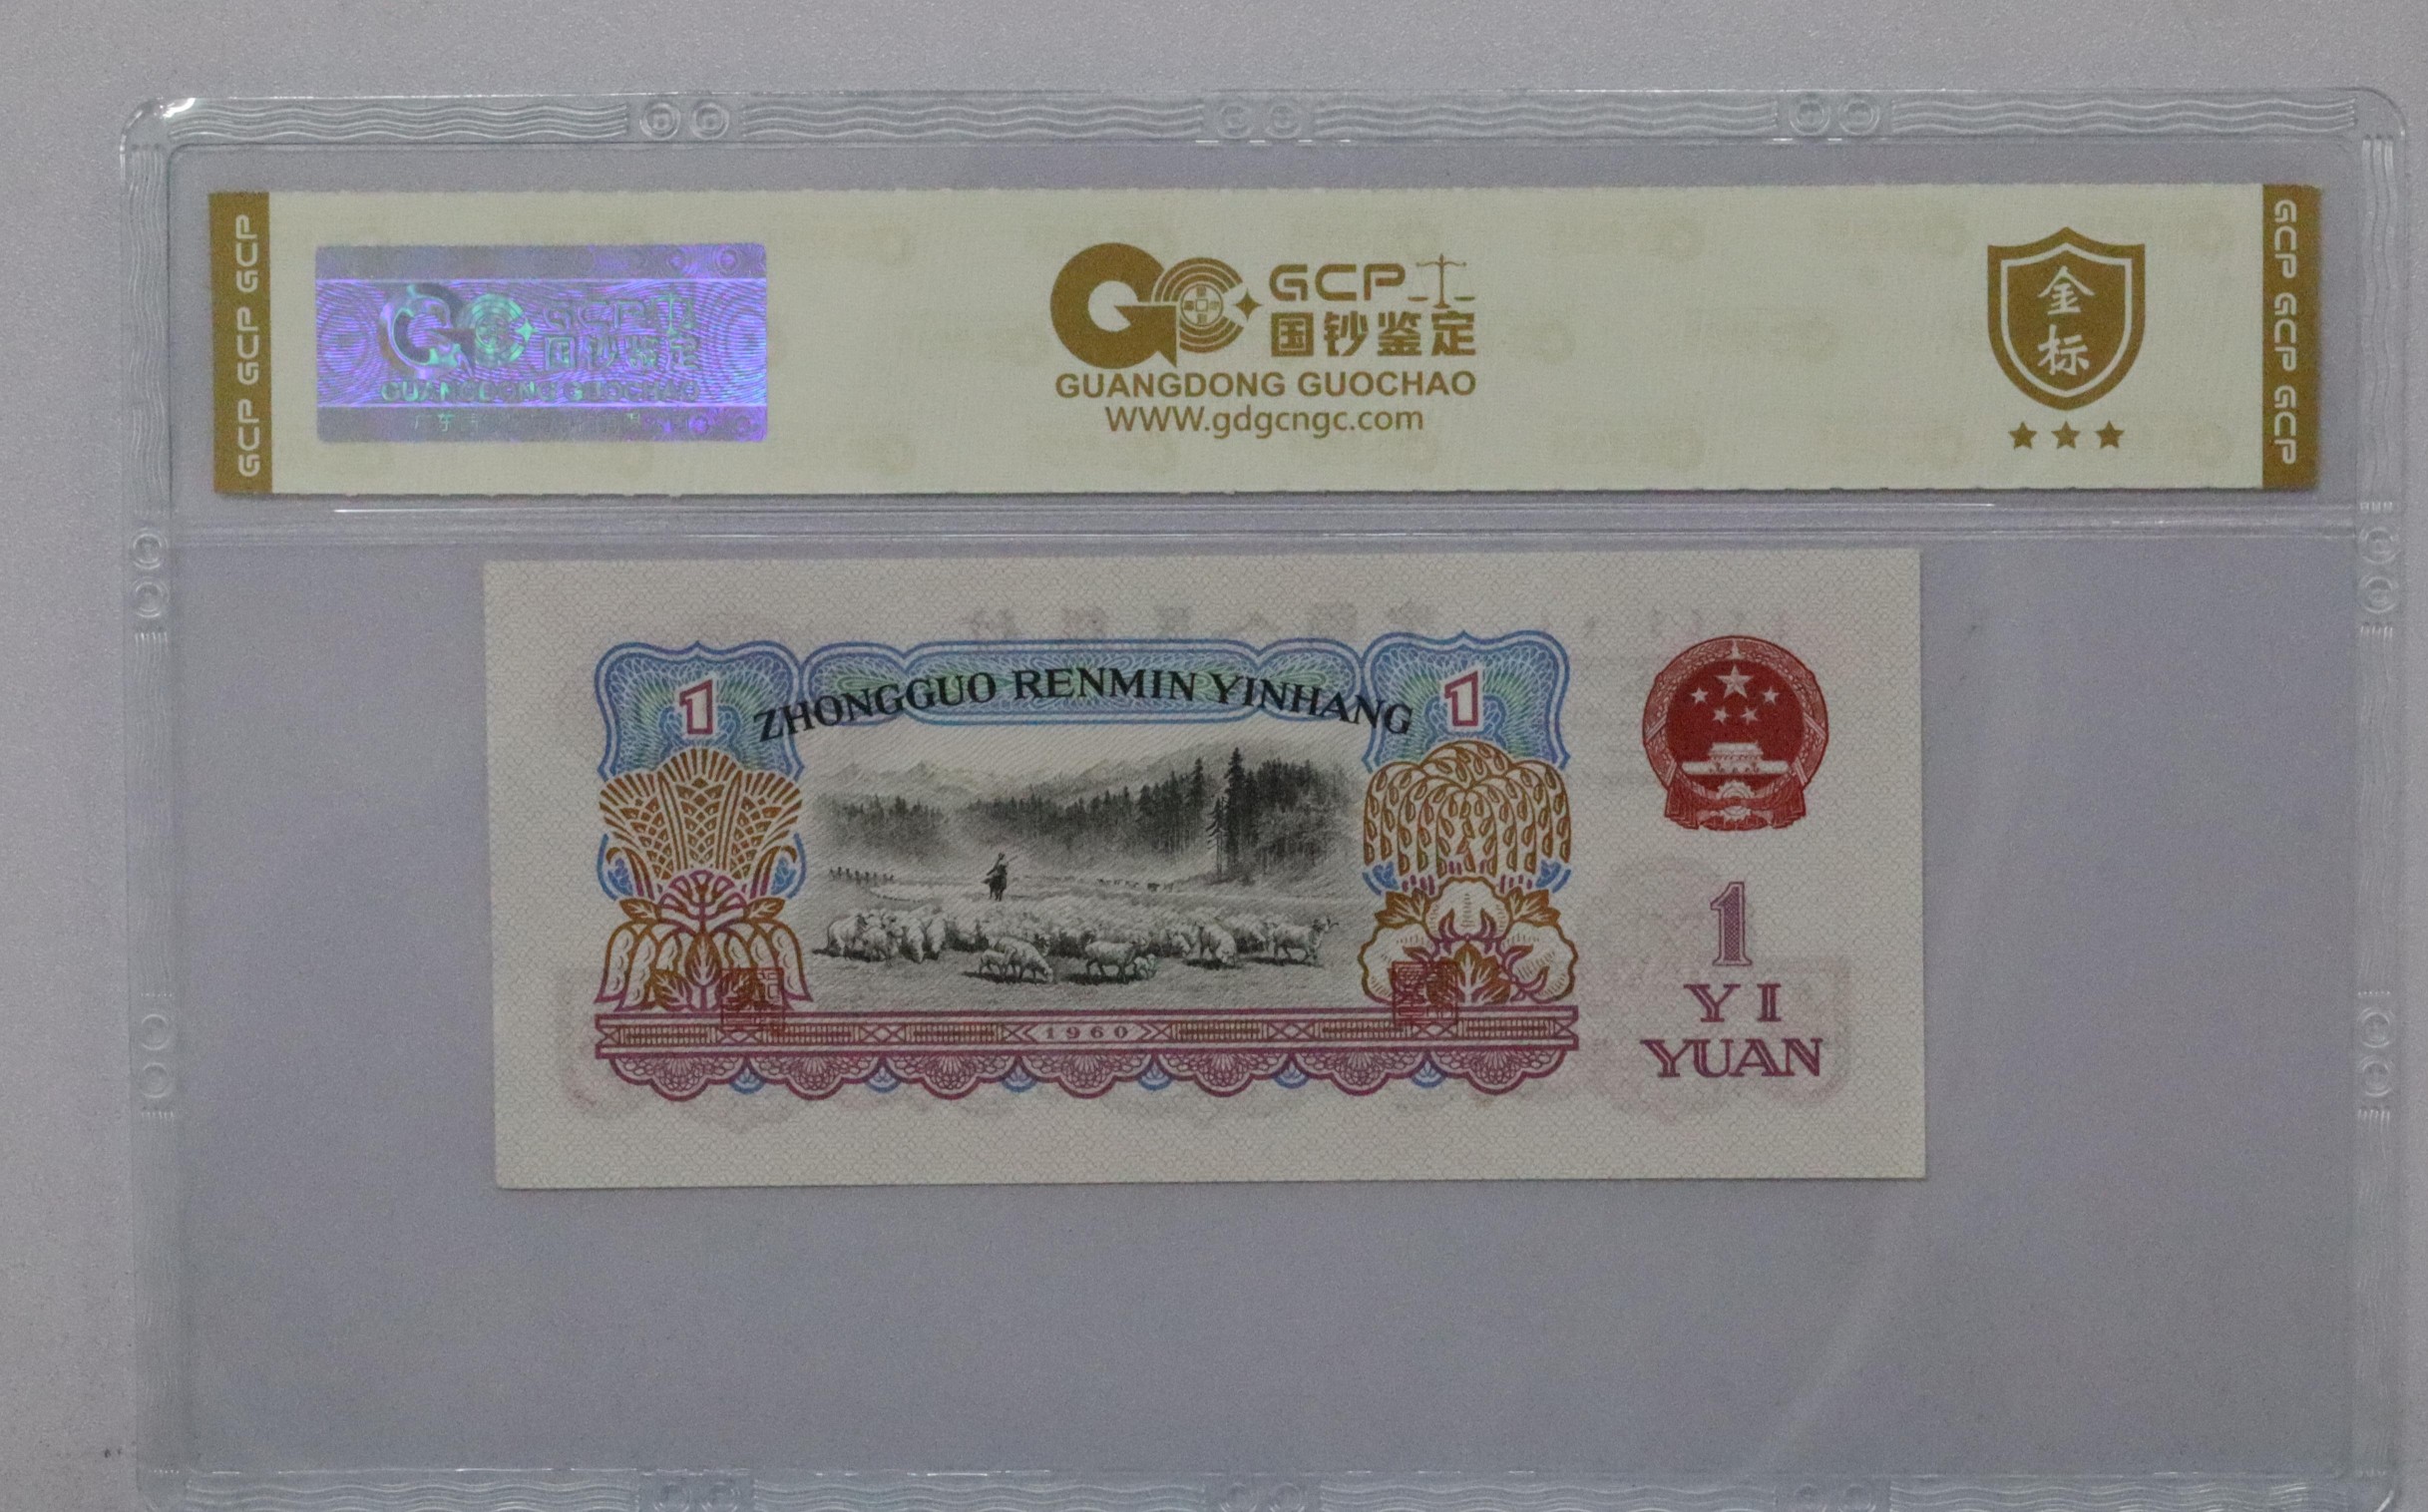 GCP GCP GCP
GCP
国钞鉴定
GUANGDONG GUOCHAO
GCP
国钞鉴定
GUANGDONG GUOCHAO
WWW.gdgcngc.com
金
标
GCP GCP GCP
1
ZHONGGUO RENMIN YINHANG
1
1960
1
YI
YUAN